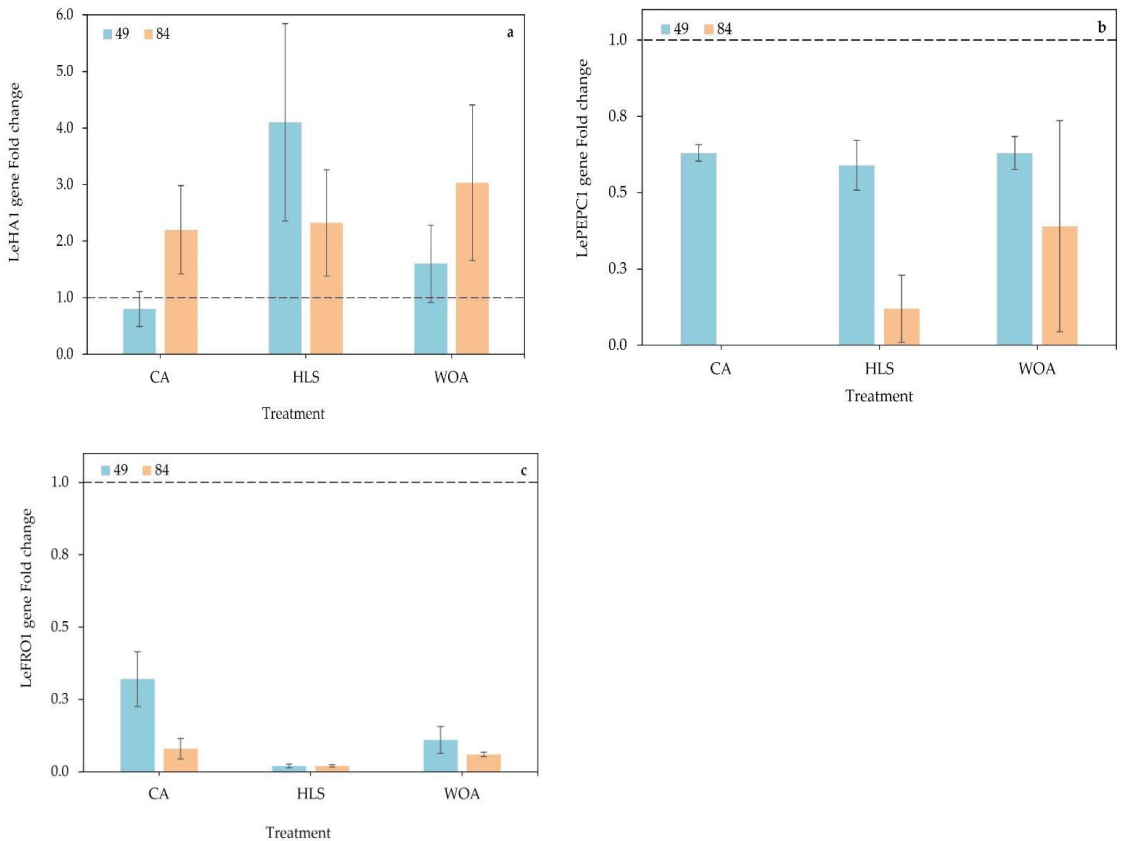 49 84 a
6.0
5.0
4.0
3.0
2.0
1.0
0.0
LeHA1 gene Fold change
CA HLS WOA
Treatment
49 84 b
1.0
0.8
0.5
0.3
0.0
LePEPC1 gene Fold change
CA HLS WOA
Treatment
49 84 c
1.0
0.8
0.5
0.3
0.0
LeFRO1 gene Fold change
CA HLS WOA
Treatment